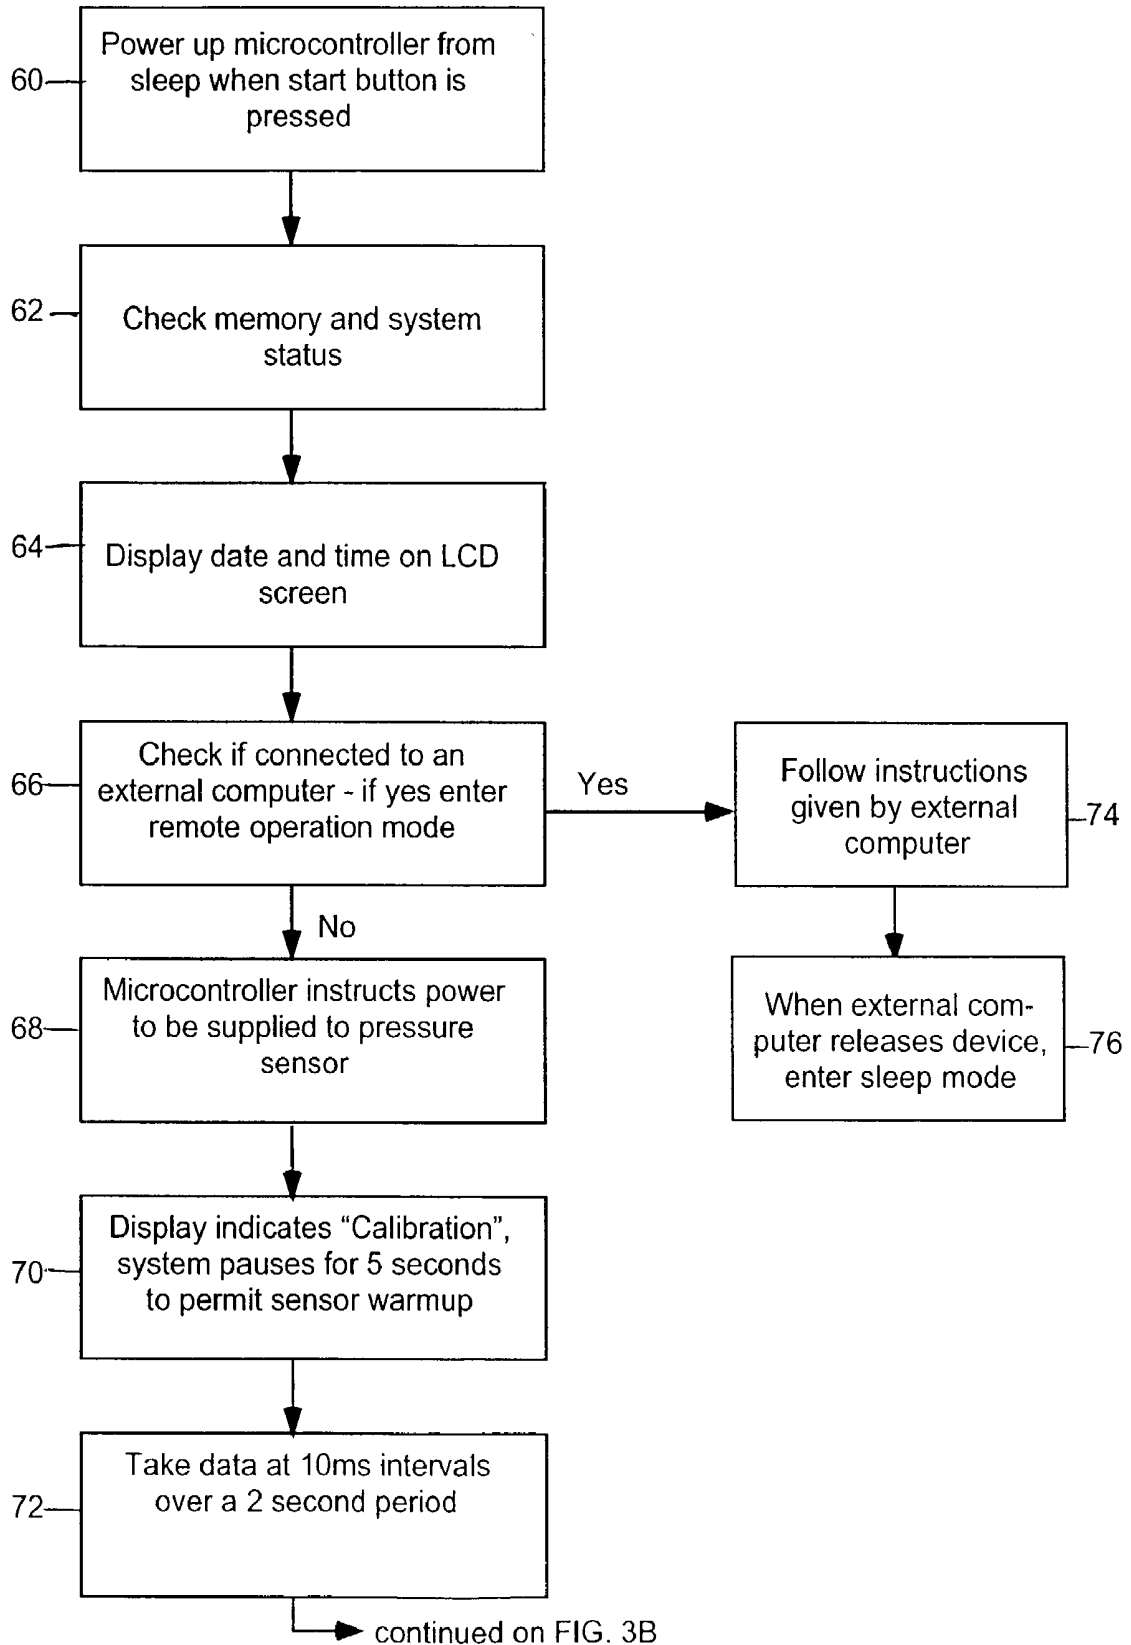 Power up microcontroller from
60
sleep when start button is
pressed
62
Check memory and system
status
64
Display date and time on LCD
screen
Check if connected to an
66
external computer - if yes enter
remote operation mode
Yes
Follow instructions
given by external
computer
74
No
Microcontroller instructs power
68
to be supplied to pressure
sensor
When external com-
puter releases device,
enter sleep mode
76
Display indicates “Calibration”,
70
system pauses for 5 seconds
to permit sensor warmup
Take data at 10ms intervals
72
over a 2 second period
continued on FIG. 3B